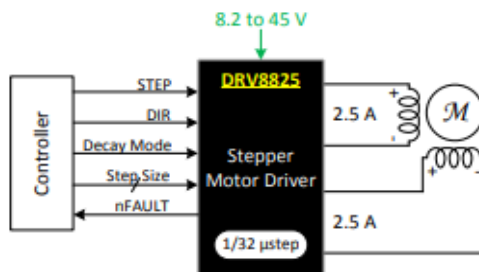 8.2 to 45 V
Controller
STEP
DIR
Decay Mode
Step Size
nFAULT
DRV8825
Stepper
Motor Driver
1/32 µstep
2.5 A
2.5 A
+
-
M
+
-